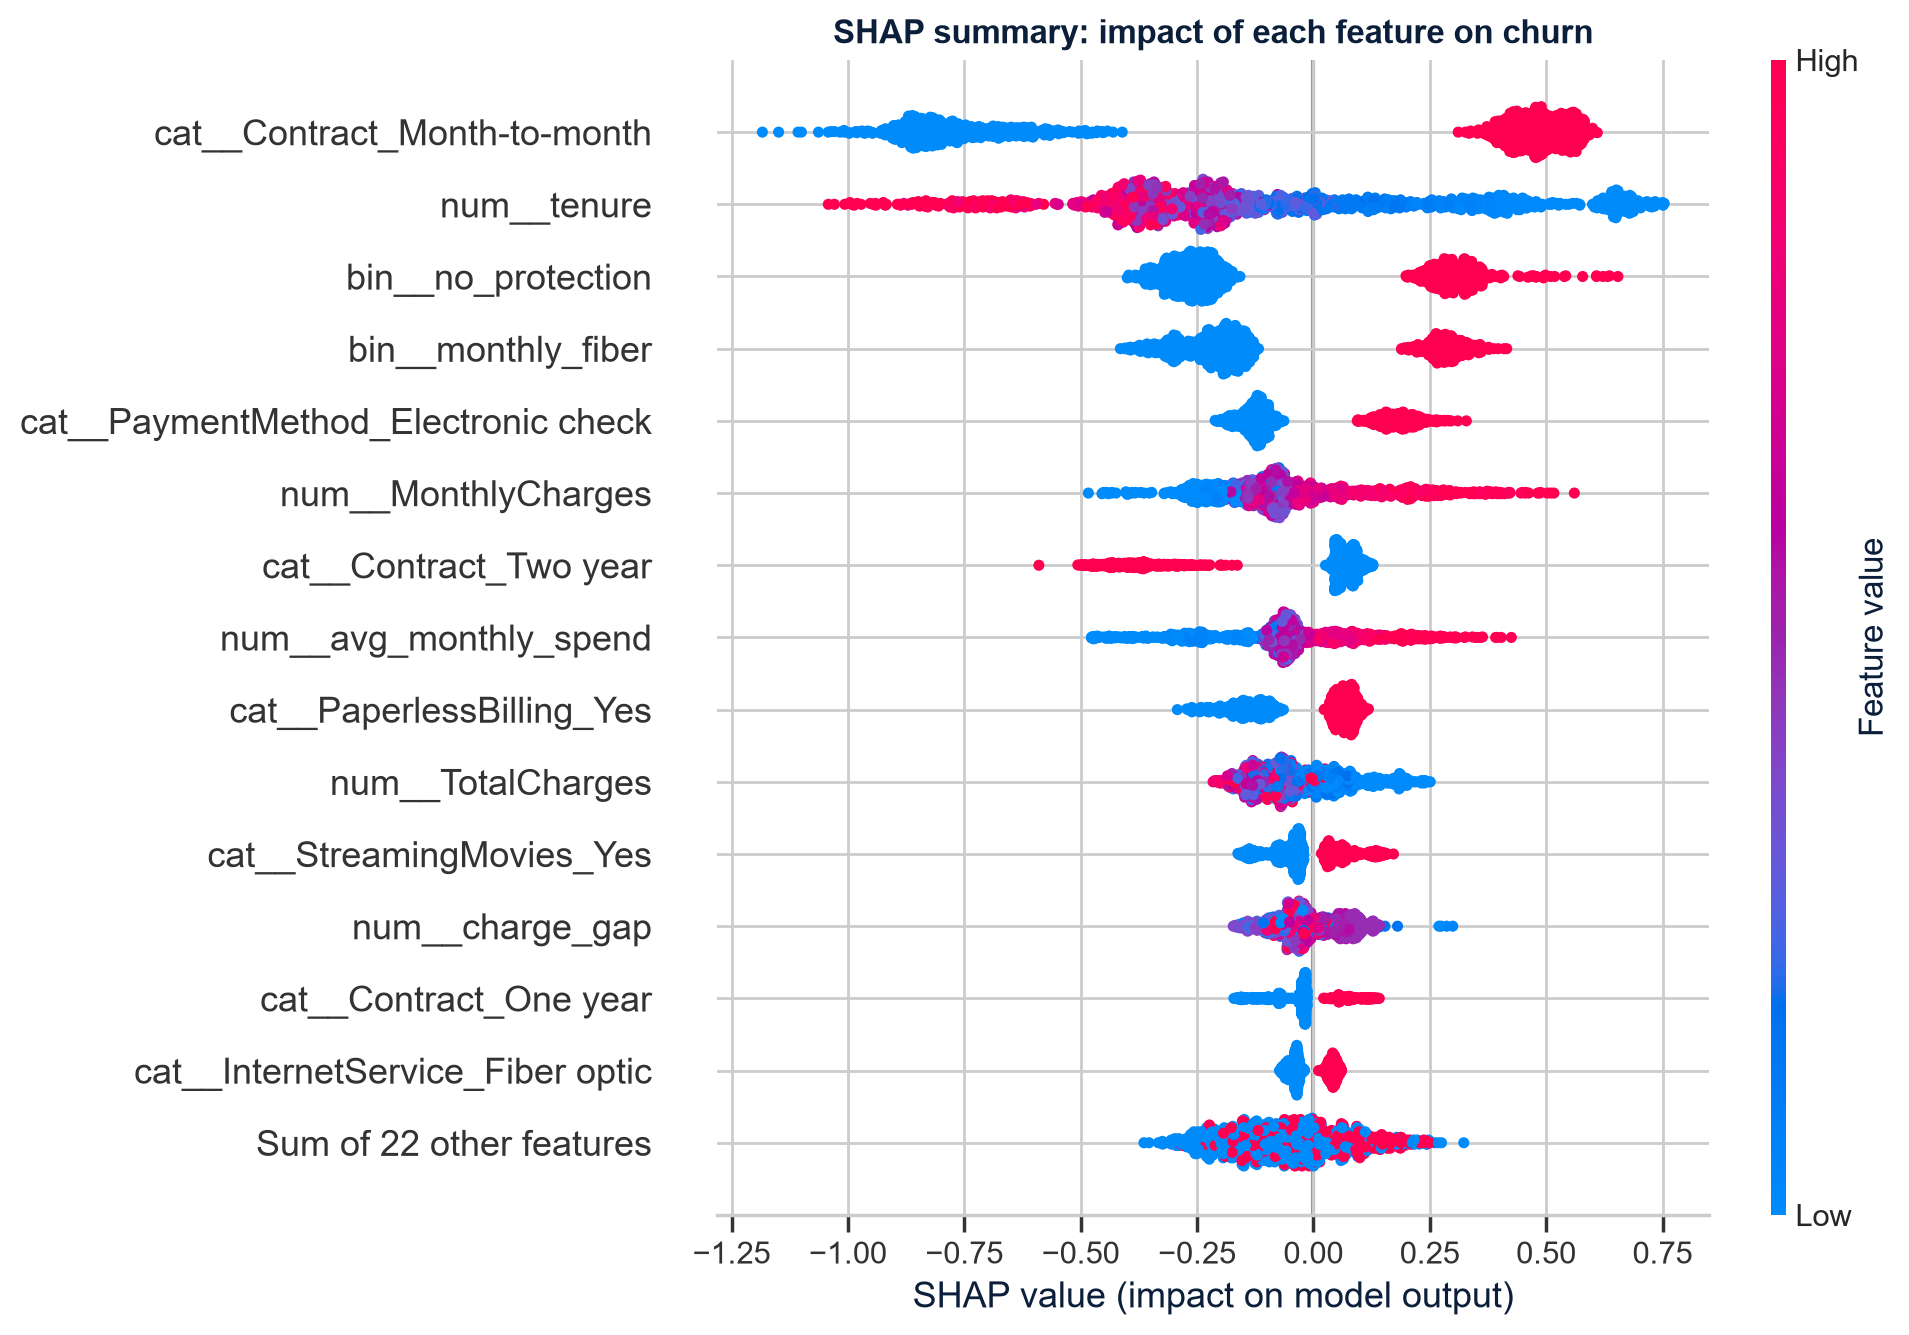 SHAP summary: impact of each feature on churn
High
cat__Contract_Month-to-month
num__tenure
bin__no_protection
bin__monthly_fiber
cat__PaymentMethod_Electronic check
num__MonthlyCharges
cat__Contract_Two year
num__avg_monthly_spend
cat__PaperlessBilling_Yes
num__TotalCharges
cat__StreamingMovies_Yes
num__charge_gap
cat__Contract_One year
cat__InternetService_Fiber optic
Sum of 22 other features
Feature value
Low
−1.25 −1.00 −0.75 −0.50 −0.25 0.00 0.25 0.50 0.75
SHAP value (impact on model output)